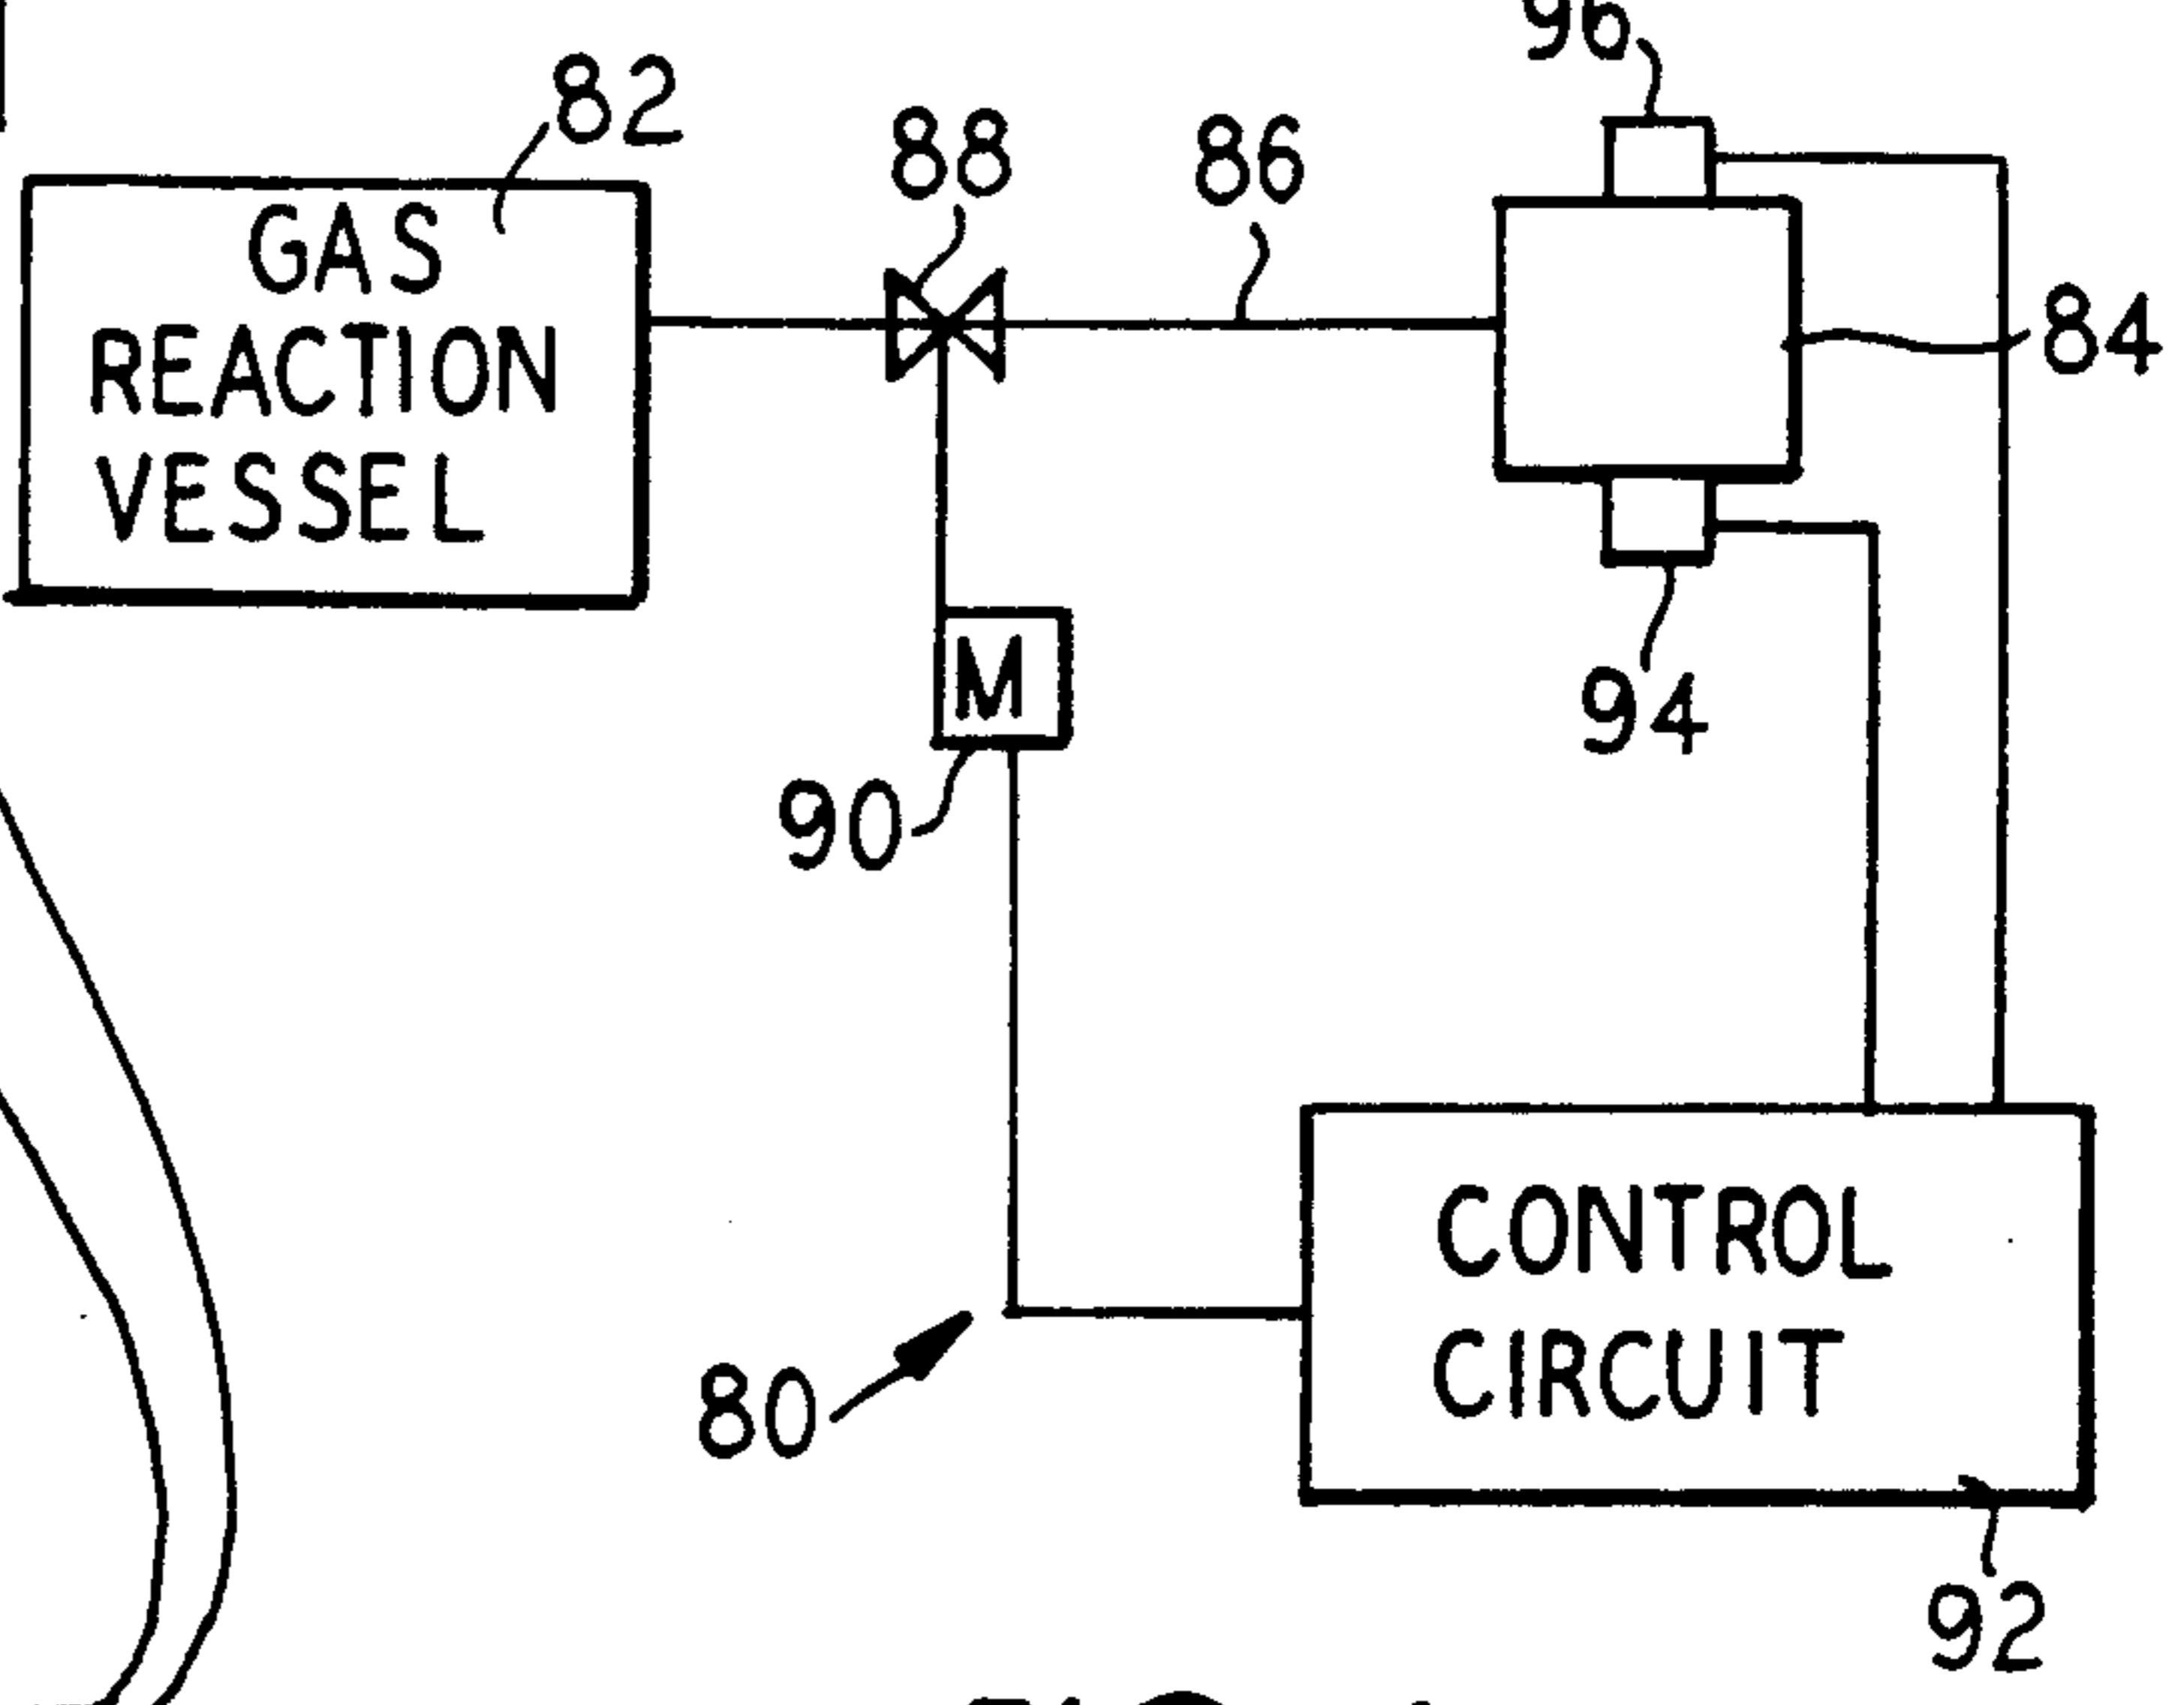 96
82
88
86
GAS
REACTION
VESSEL
84
M
94
90
CONTROL
CIRCUIT
80
92